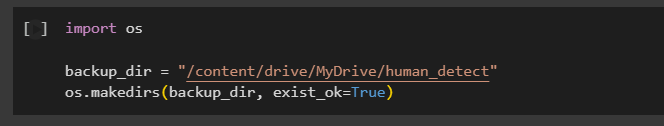 [ ] import os
backup_dir = "/content/drive/MyDrive/human_detect"
os.makedirs(backup_dir, exist_ok=True)